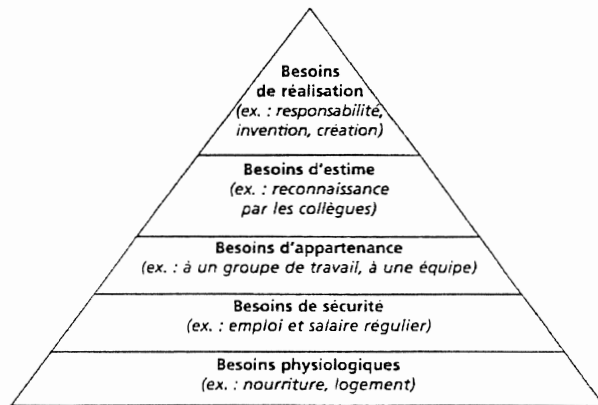 Besoins
de réalisation
(ex. : responsabilité,
invention, création)
Besoins d'estime
(ex. : reconnaissance
par les collègues)
Besoins d'appartenance
(ex. : à un groupe de travail, à une équipe)
Besoins de sécurité
(ex. : emploi et salaire régulier)
Besoins physiologiques
(ex. : nourriture, logement)